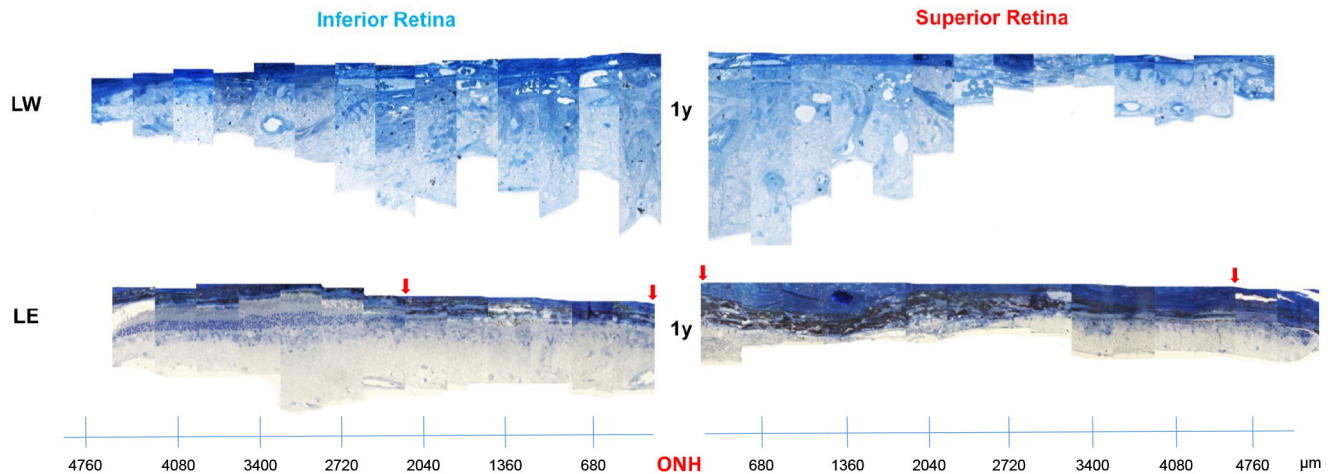 Inferior Retina
Superior Retina
LW
1y
LE
1y
4760 4080 3400 2720 2040 1360 680 ONH 680 1360 2040 2720 3400 4080 4760 µm